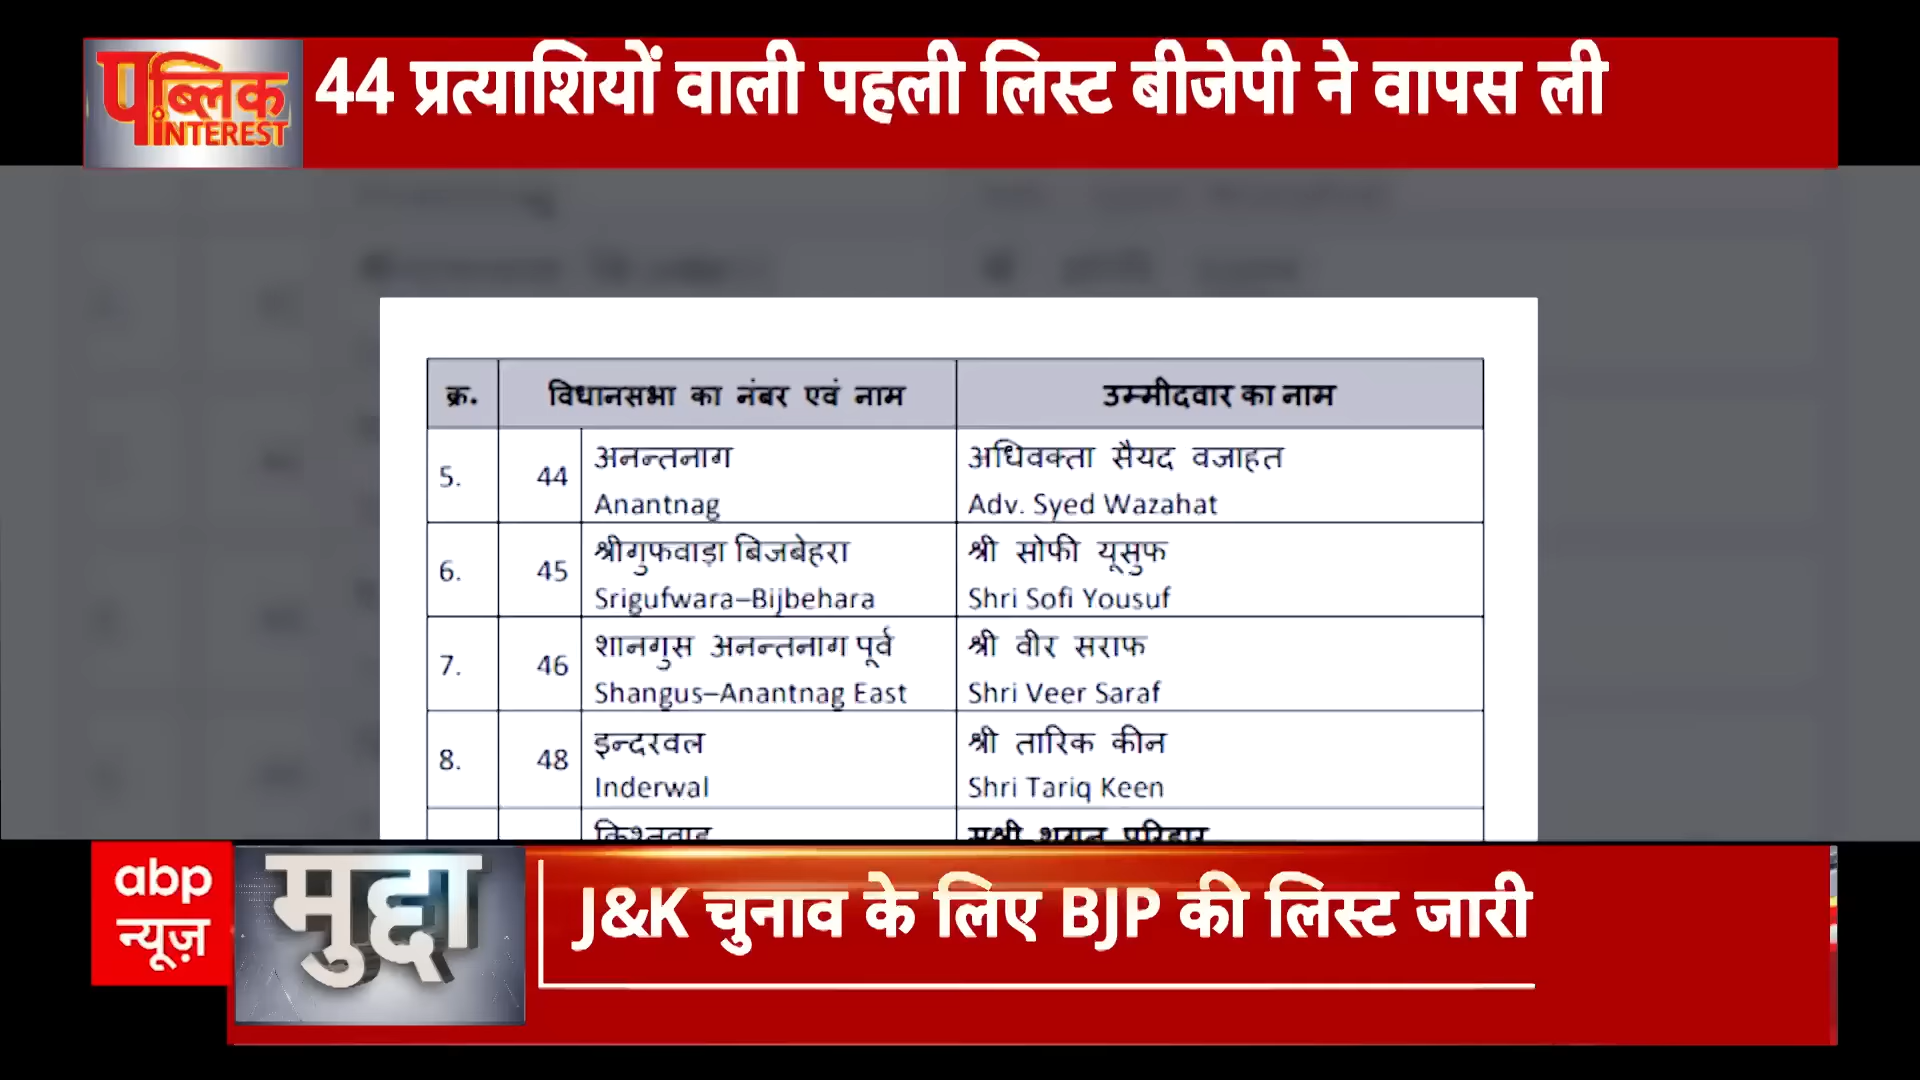 पब्लिक
INTEREST
44 प्रत्याशियों वाली पहली लिस्ट बीजेपी ने वापस ली
क्र. विधानसभा का नंबर एवं नाम उम्मीदवार का नाम
5. 44 अनन्तनाग अधिवक्ता सैयद वजाहत
Anantnag Adv. Syed Wazahat
6. 45 श्रीगुफवाड़ा बिजबेहरा श्री सोफी यूसुफ
Srigufwara–Bijbehara Shri Sofi Yousuf
7. 46 शानगुस अनन्तनाग पूर्व श्री वीर सराफ
Shangus–Anantnag East Shri Veer Saraf
8. 48 इन्दरवल श्री तारिक कीन
Inderwal Shri Tariq Keen
abp
न्यूज़
मुद्दा
J&K चुनाव के लिए BJP की लिस्ट जारी